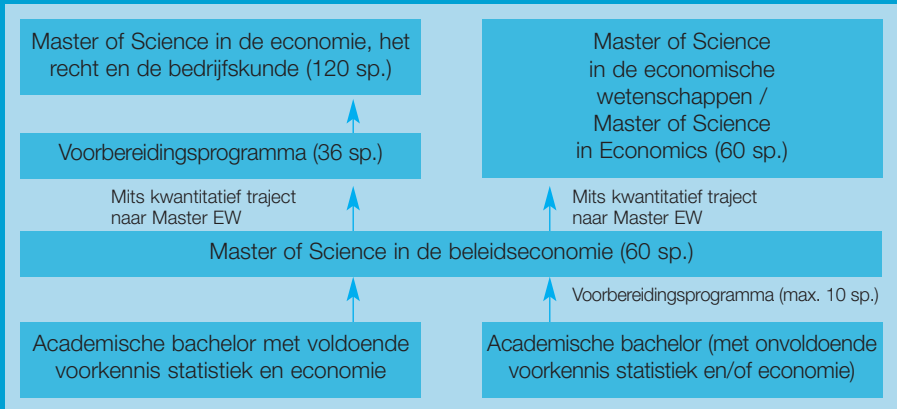 Master of Science in de economie, het
recht en de bedrijfskunde (120 sp.)
Master of Science
in de economische
wetenschappen /
Master of Science
in Economics (60 sp.)
Voorbereidingsprogramma (36 sp.)
Mits kwantitatief traject
naar Master EW
Mits kwantitatief traject
naar Master EW
Master of Science in de beleidseconomie (60 sp.)
Voorbereidingsprogramma (max. 10 sp.)
Academische bachelor met voldoende
voorkennis statistiek en economie
Academische bachelor (met onvoldoende
voorkennis statistiek en/of economie)